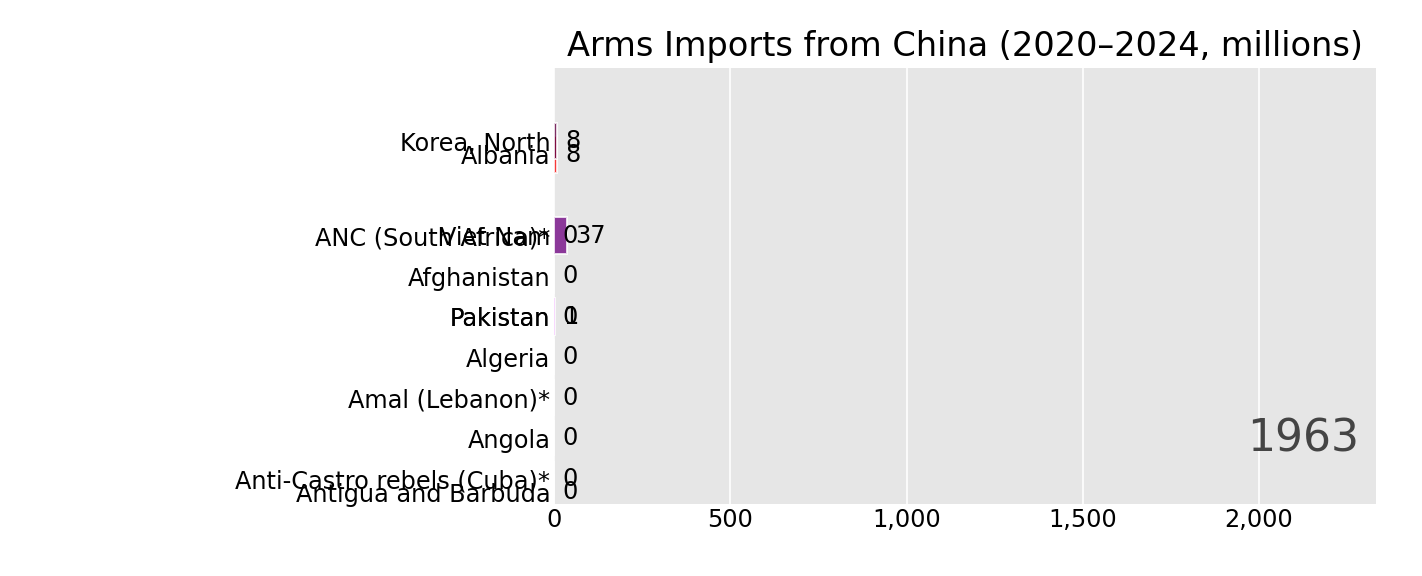 Arms Imports from China (2020–2024, millions)
Korea, North 8
Albania 8
ANC (South Africa)* 0
Viet Nam 37
Afghanistan 0
Pakistan 1
0
Algeria 0
Amal (Lebanon)* 0
Angola 0
1963
Anti-Castro rebels (Cuba)* 0
Antigua and Barbuda 0
0 500 1,000 1,500 2,000